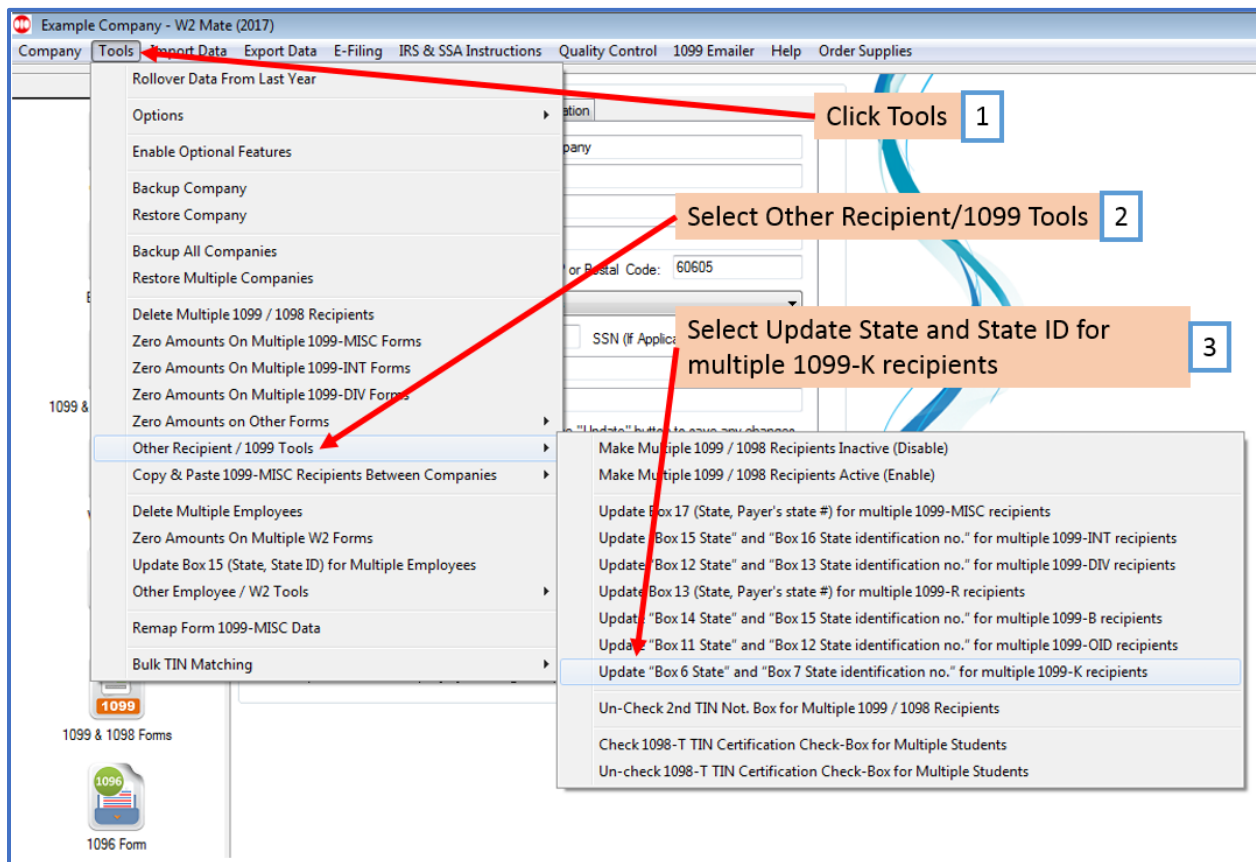 Example Company - W2 Mate (2017)
Company Tools Import Data Export Data E-Filing IRS & SSA Instructions Quality Control 1099 Emailer Help Order Supplies
Rollover Data From Last Year
Options
Enable Optional Features
Backup Company
Restore Company
Backup All Companies
Restore Multiple Companies
Delete Multiple 1099 / 1098 Recipients
Zero Amounts On Multiple 1099-MISC Forms
Zero Amounts On Multiple 1099-INT Forms
Zero Amounts On Multiple 1099-DIV Forms
Zero Amounts on Other Forms
Other Recipient / 1099 Tools
Copy & Paste 1099-MISC Recipients Between Companies
Delete Multiple Employees
Zero Amounts On Multiple W2 Forms
Update Box 15 (State, State ID) for Multiple Employees
Other Employee / W2 Tools
Remap Form 1099-MISC Data
Bulk TIN Matching
Click Tools 1
Select Other Recipient/1099 Tools 2
or Postal Code: 60605
SSN (If
Select Update State and State ID for
multiple 1099-K recipients 3
1099 &
"Update" button to save any changes
Make Multiple 1099 / 1098 Recipients Inactive (Disable)
Make Multiple 1099 / 1098 Recipients Active (Enable)
Update Box 17 (State, Payer's state #) for multiple 1099-MISC recipients
Update "Box 15 State" and "Box 16 State identification no." for multiple 1099-INT recipients
Update "Box 12 State" and "Box 13 State identification no." for multiple 1099-DIV recipients
Update Box 13 (State, Payer's state #) for multiple 1099-R recipients
Update "Box 14 State" and "Box 15 State identification no." for multiple 1099-B recipients
Update "Box 11 State" and "Box 12 State identification no." for multiple 1099-OID recipients
Update "Box 6 State" and "Box 7 State identification no." for multiple 1099-K recipients
Un-Check 2nd TIN Not. Box for Multiple 1099 / 1098 Recipients
Check 1098-T TIN Certification Check-Box for Multiple Students
Un-check 1098-T TIN Certification Check-Box for Multiple Students
1099
1099 & 1098 Forms
1096
1096 Form